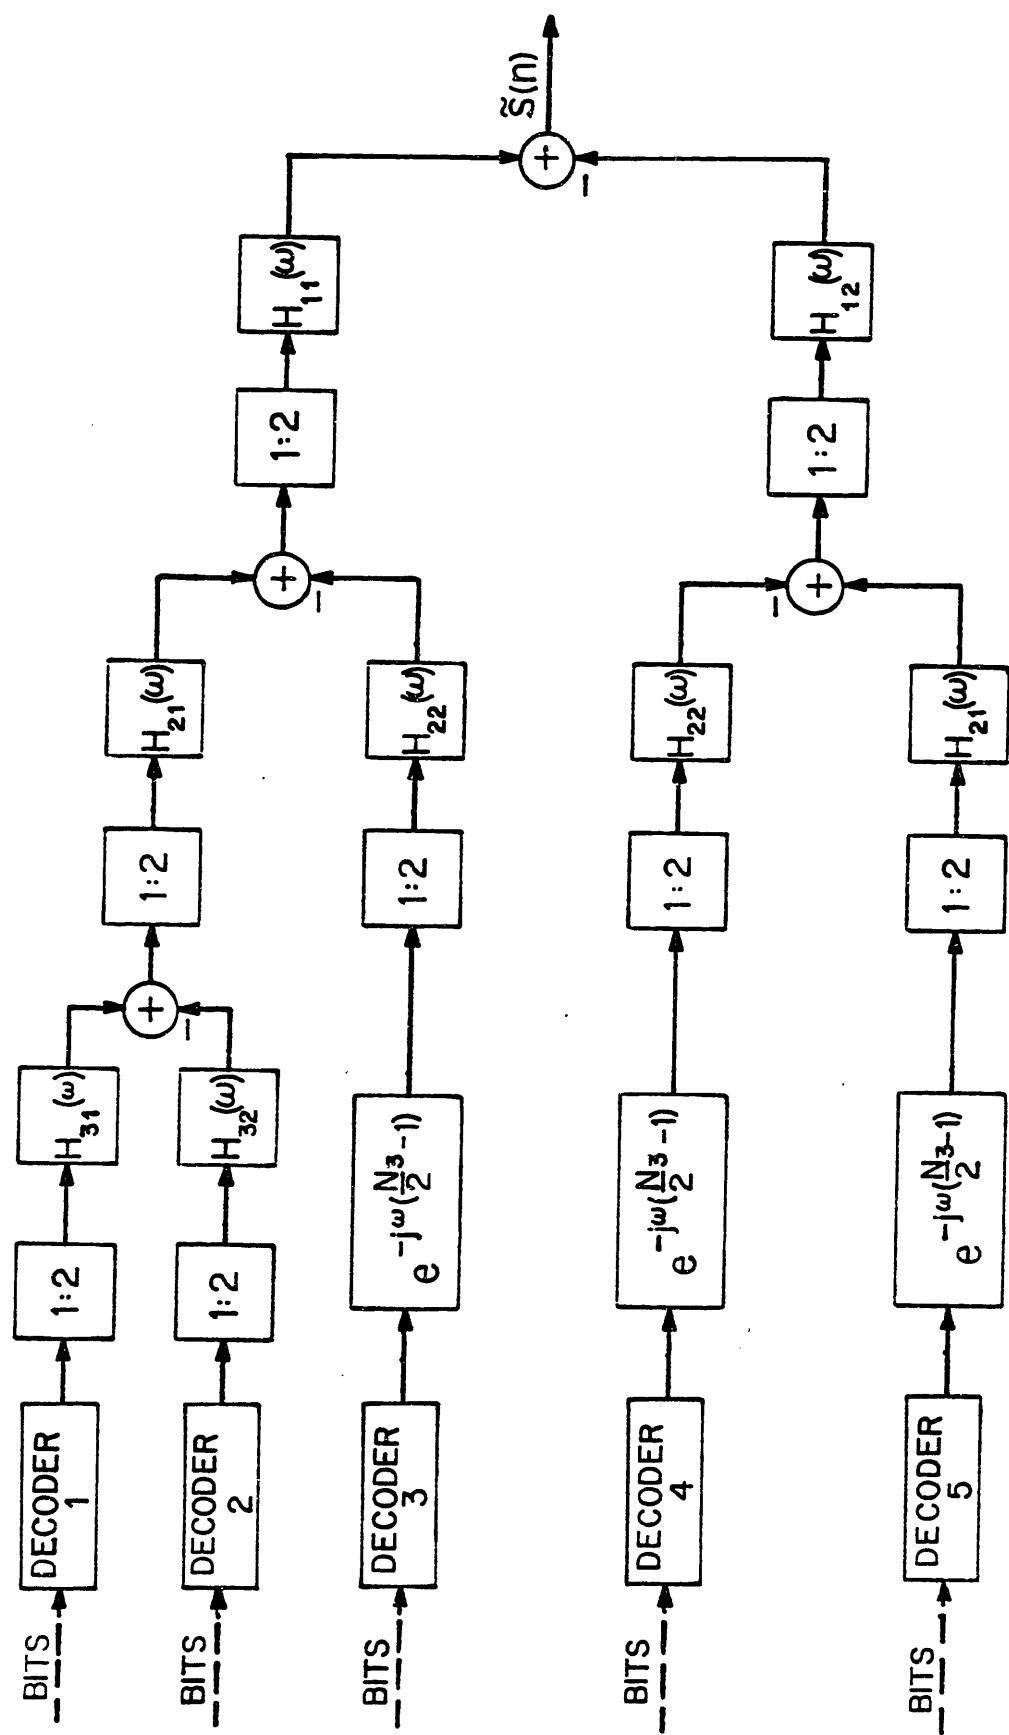 BITS
DECODER
1
1:2
H31(ω)
BITS
DECODER
2
1:2
H32(ω)
+
−
1:2
H21(ω)
BITS
DECODER
3
e^-jω(N3/2 -1)
1:2
H22(ω)
+
−
1:2
H11(ω)
BITS
DECODER
4
e^-jω(N3/2 -1)
1:2
H22(ω)
BITS
DECODER
5
e^-jω(N3/2 -1)
1:2
H21(ω)
−
+
1:2
H12(ω)
+
−
s̃(n)